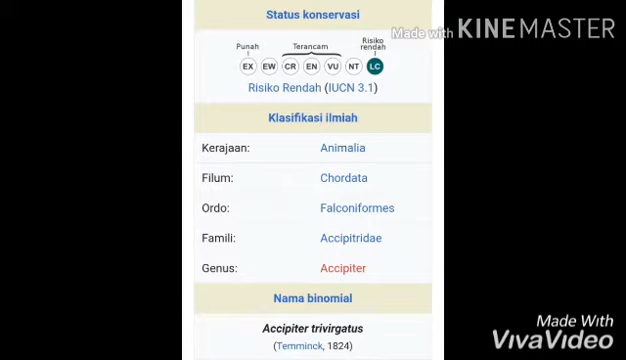 Status konservasi
Made with KINEMASTER
Punah Terancam Risiko rendah
EX EW CR EN VU NT LC
Risiko Rendah (IUCN 3.1)
Klasifikasi ilmiah
Kerajaan: Animalia
Filum: Chordata
Ordo: Falconiformes
Famili: Accipitridae
Genus: Accipiter
Nama binomial
Accipiter trivirgatus
(Temminck, 1824)
Made With
VivaVideo